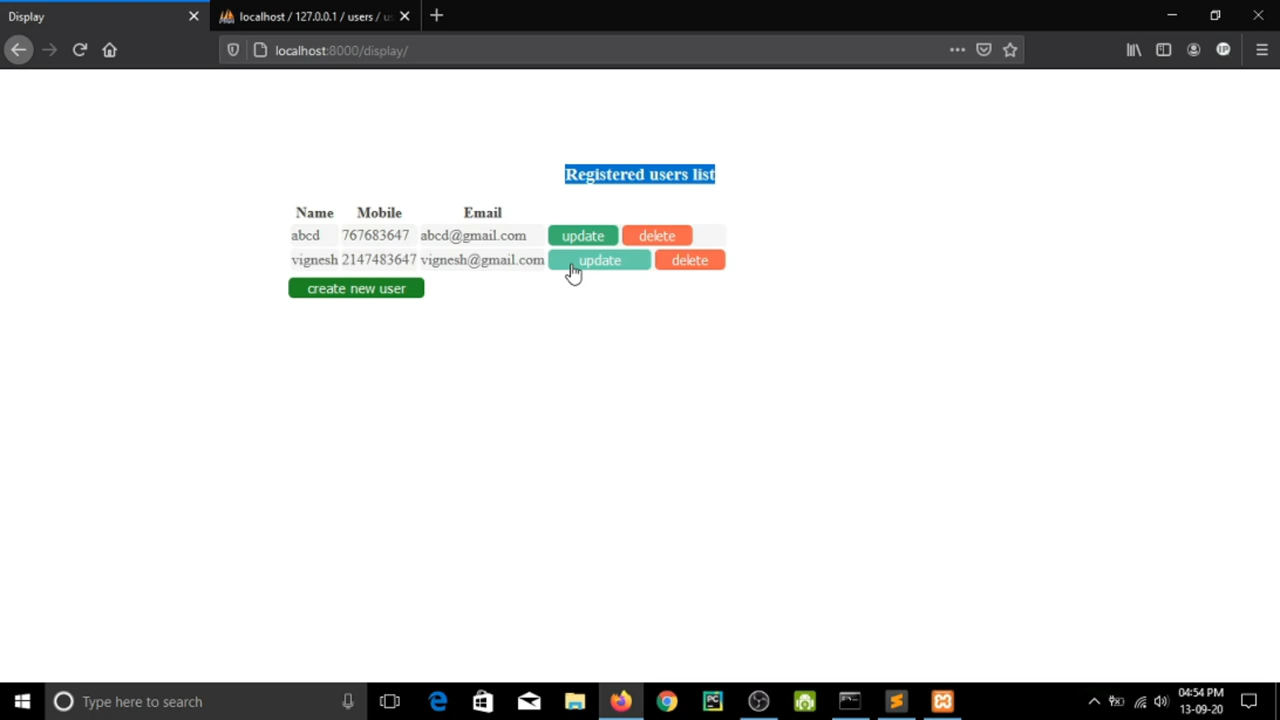 Display
localhost / 127.0.0.1 / users / us
localhost:8000/display/
Registered users list
Name Mobile Email
abcd 767683647 abcd@gmail.com update delete
vignesh 2147483647 vignesh@gmail.com update delete
create new user
Type here to search
04:54 PM
13-09-20